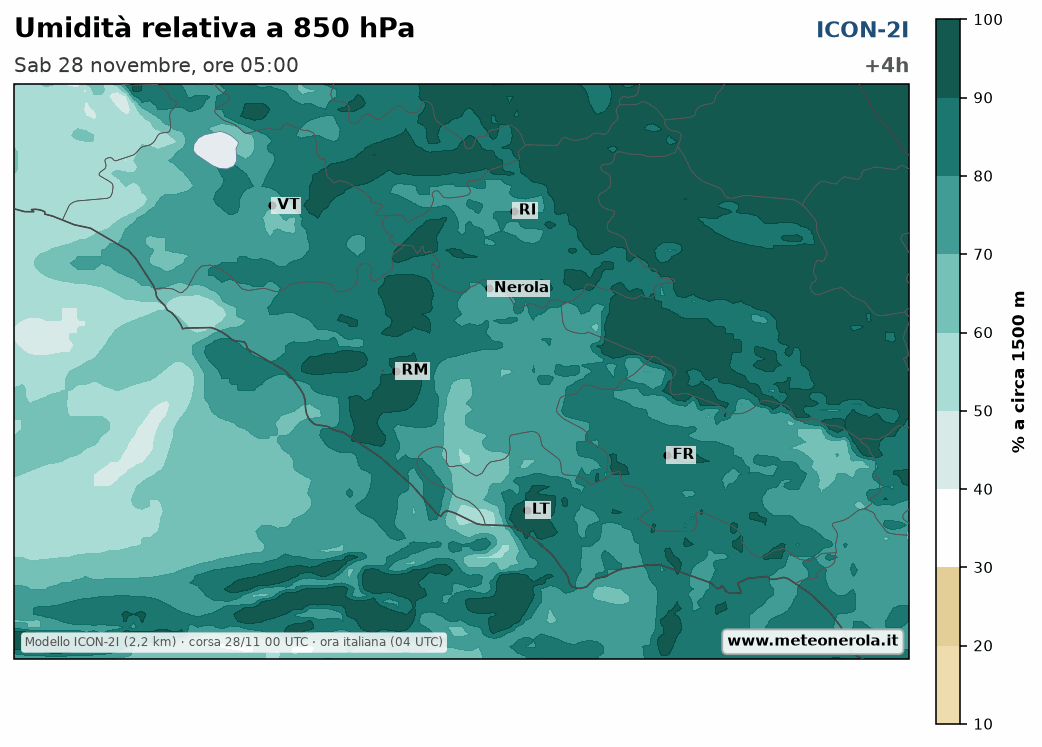 Umidità relativa a 850 hPa
ICON-2I
Sab 28 novembre, ore 05:00
+4h
VT
RI
Nerola
RM
FR
LT
Modello ICON-2I (2,2 km) · corsa 28/11 00 UTC · ora italiana (04 UTC)
www.meteonerola.it
100
90
80
70
60
50
40
30
20
10
% a circa 1500 m